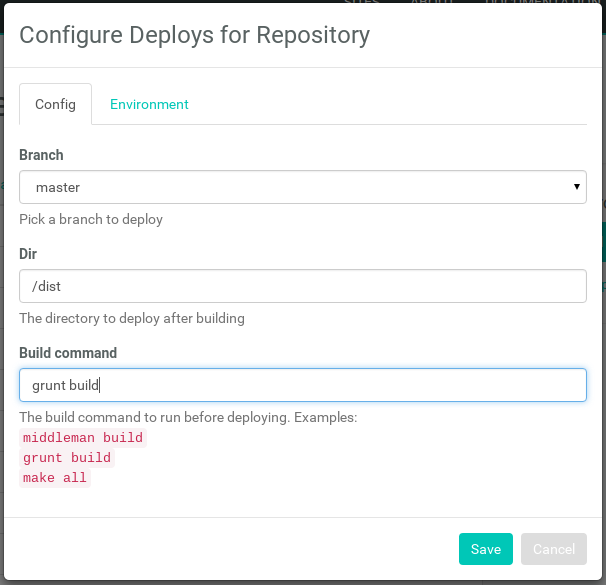 Configure Deploys for Repository
Config Environment
Branch
master
Pick a branch to deploy
Dir
/dist
The directory to deploy after building
Build command
grunt build
The build command to run before deploying. Examples:
middleman build
grunt build
make all
Save Cancel